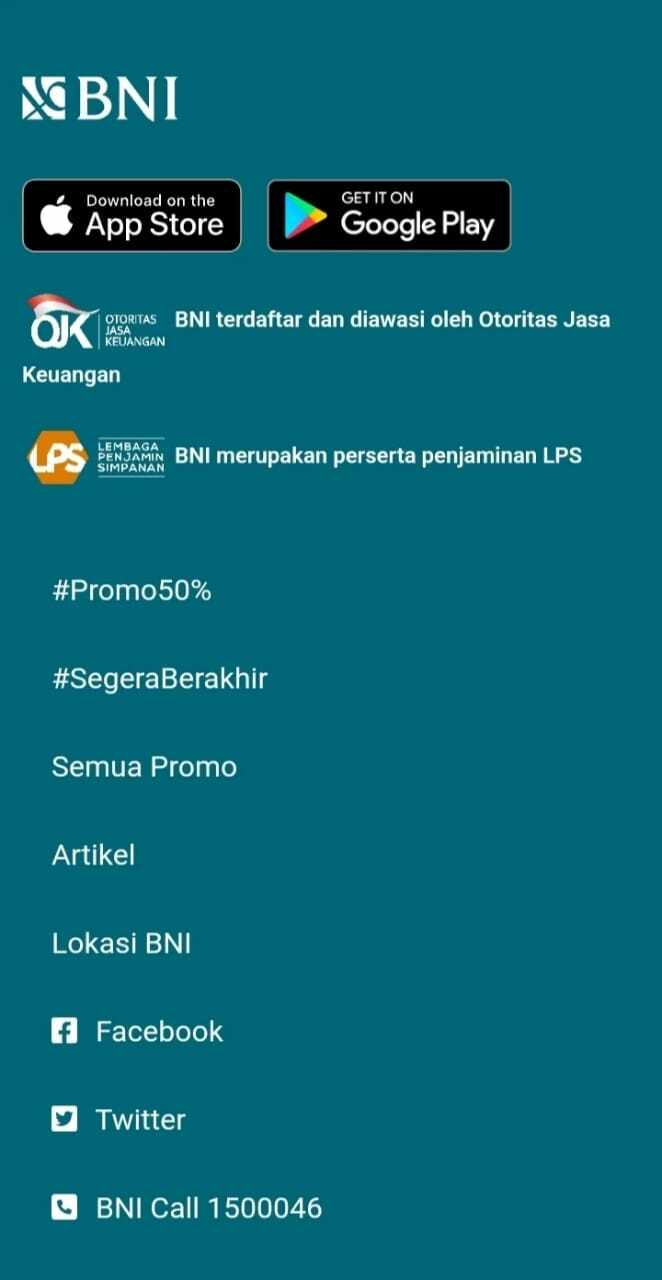 BNI
Download on the
App Store
GET IT ON
Google Play
OJK
OTORITAS
JASA
KEUANGAN
BNI terdaftar dan diawasi oleh Otoritas Jasa
Keuangan
LPS
LEMBAGA
PENJAMIN
SIMPANAN
BNI merupakan perserta penjaminan LPS
#Promo50%
#SegeraBerakhir
Semua Promo
Artikel
Lokasi BNI
Facebook
Twitter
BNI Call 1500046